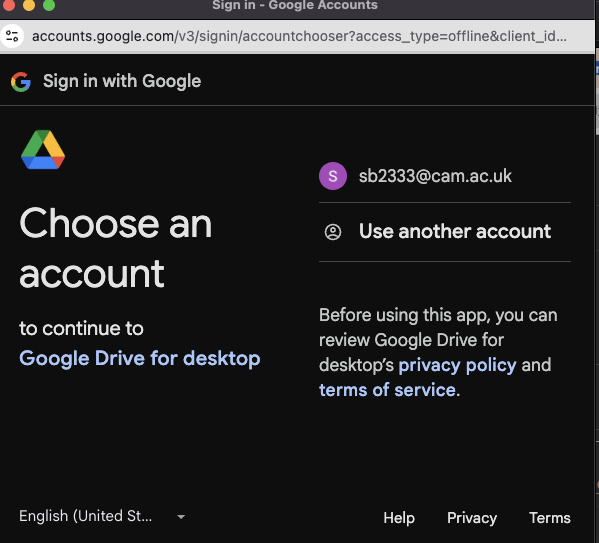 Sign in - Google Accounts
accounts.google.com/v3/signin/accountchooser?access_type=offline&client_id...
Sign in with Google
Choose an
account
to continue to
Google Drive for desktop
S
sb2333@cam.ac.uk
Use another account
Before using this app, you can
review Google Drive for
desktop’s privacy policy and
terms of service.
English (United St...
Help Privacy Terms